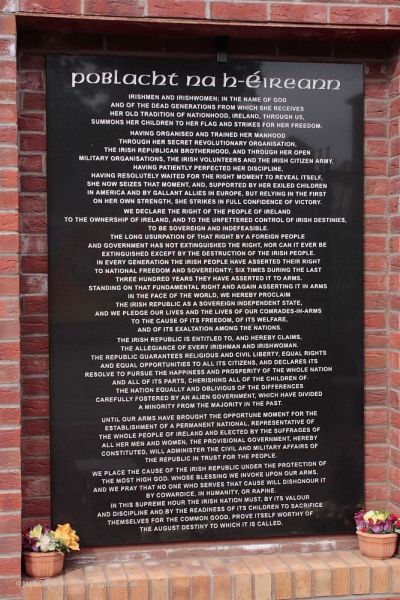 Poblacht na h-Éireann
IRISHMEN AND IRISHWOMEN; IN THE NAME OF GOD
AND OF THE DEAD GENERATIONS FROM WHICH SHE RECEIVES
HER OLD TRADITION OF NATIONHOOD, IRELAND, THROUGH US,
SUMMONS HER CHILDREN TO HER FLAG AND STRIKES FOR HER FREEDOM.
HAVING ORGANISED AND TRAINED HER MANHOOD
THROUGH HER SECRET REVOLUTIONARY ORGANISATION,
THE IRISH REPUBLICAN BROTHERHOOD, AND THROUGH HER OPEN
MILITARY ORGANISATIONS, THE IRISH VOLUNTEERS AND THE IRISH CITIZEN ARMY,
HAVING PATIENTLY PERFECTED HER DISCIPLINE,
HAVING RESOLUTELY WAITED FOR THE RIGHT MOMENT TO REVEAL ITSELF,
SHE NOW SEIZES THAT MOMENT, AND, SUPPORTED BY HER EXILED CHILDREN
IN AMERICA AND BY GALLANT ALLIES IN EUROPE, BUT RELYING IN THE FIRST
ON HER OWN STRENGTH, SHE STRIKES IN FULL CONFIDENCE OF VICTORY.
WE DECLARE THE RIGHT OF THE PEOPLE OF IRELAND
TO THE OWNERSHIP OF IRELAND, AND TO THE UNFETTERED CONTROL OF IRISH DESTINIES,
TO BE SOVEREIGN AND INDEFEASIBLE.
THE LONG USURPATION OF THAT RIGHT BY A FOREIGN PEOPLE
AND GOVERNMENT HAS NOT EXTINGUISHED THE RIGHT, NOR CAN IT EVER BE
EXTINGUISHED EXCEPT BY THE DESTRUCTION OF THE IRISH PEOPLE.
IN EVERY GENERATION THE IRISH PEOPLE HAVE ASSERTED THEIR RIGHT
TO NATIONAL FREEDOM AND SOVEREIGNTY; SIX TIMES DURING THE LAST
THREE HUNDRED YEARS THEY HAVE ASSERTED IT TO ARMS.
STANDING ON THAT FUNDAMENTAL RIGHT AND AGAIN ASSERTING IT IN ARMS
IN THE FACE OF THE WORLD, WE HEREBY PROCLAIM
THE IRISH REPUBLIC AS A SOVEREIGN INDEPENDENT STATE,
AND WE PLEDGE OUR LIVES AND THE LIVES OF OUR COMRADES-IN-ARMS
TO THE CAUSE OF ITS FREEDOM, OF ITS WELFARE,
AND OF ITS EXALTATION AMONG THE NATIONS.
THE IRISH REPUBLIC IS ENTITLED TO, AND HEREBY CLAIMS,
THE ALLEGIANCE OF EVERY IRISHMAN AND IRISHWOMAN.
THE REPUBLIC GUARANTEES RELIGIOUS AND CIVIL LIBERTY, EQUAL RIGHTS
AND EQUAL OPPORTUNITIES TO ALL ITS CITIZENS, AND DECLARES ITS
RESOLVE TO PURSUE THE HAPPINESS AND PROSPERITY OF THE WHOLE NATION
AND ALL OF ITS PARTS, CHERISHING ALL OF THE CHILDREN OF
THE NATION EQUALLY AND OBLIVIOUS OF THE DIFFERENCES
CAREFULLY FOSTERED BY AN ALIEN GOVERNMENT, WHICH HAVE DIVIDED
A MINORITY FROM THE MAJORITY IN THE PAST.
UNTIL OUR ARMS HAVE BROUGHT THE OPPORTUNE MOMENT FOR THE
ESTABLISHMENT OF A PERMANENT NATIONAL, REPRESENTATIVE OF
THE WHOLE PEOPLE OF IRELAND AND ELECTED BY THE SUFFRAGES OF
ALL HER MEN AND WOMEN, THE PROVISIONAL GOVERNMENT, HEREBY
CONSTITUTED, WILL ADMINISTER THE CIVIL AND MILITARY AFFAIRS OF
THE REPUBLIC IN TRUST FOR THE PEOPLE.
WE PLACE THE CAUSE OF THE IRISH REPUBLIC UNDER THE PROTECTION OF
THE MOST HIGH GOD, WHOSE BLESSING WE INVOKE UPON OUR ARMS,
AND WE PRAY THAT NO ONE WHO SERVES THAT CAUSE WILL DISHONOUR IT
BY COWARDICE, IN HUMANITY, OR RAPINE.
IN THIS SUPREME HOUR THE IRISH NATION MUST, BY ITS VALOUR
AND DISCIPLINE AND BY THE READINESS OF ITS CHILDREN TO SACRIFICE
THEMSELVES FOR THE COMMON GOOD, PROVE ITSELF WORTHY OF
THE AUGUST DESTINY TO WHICH IT IS CALLED.